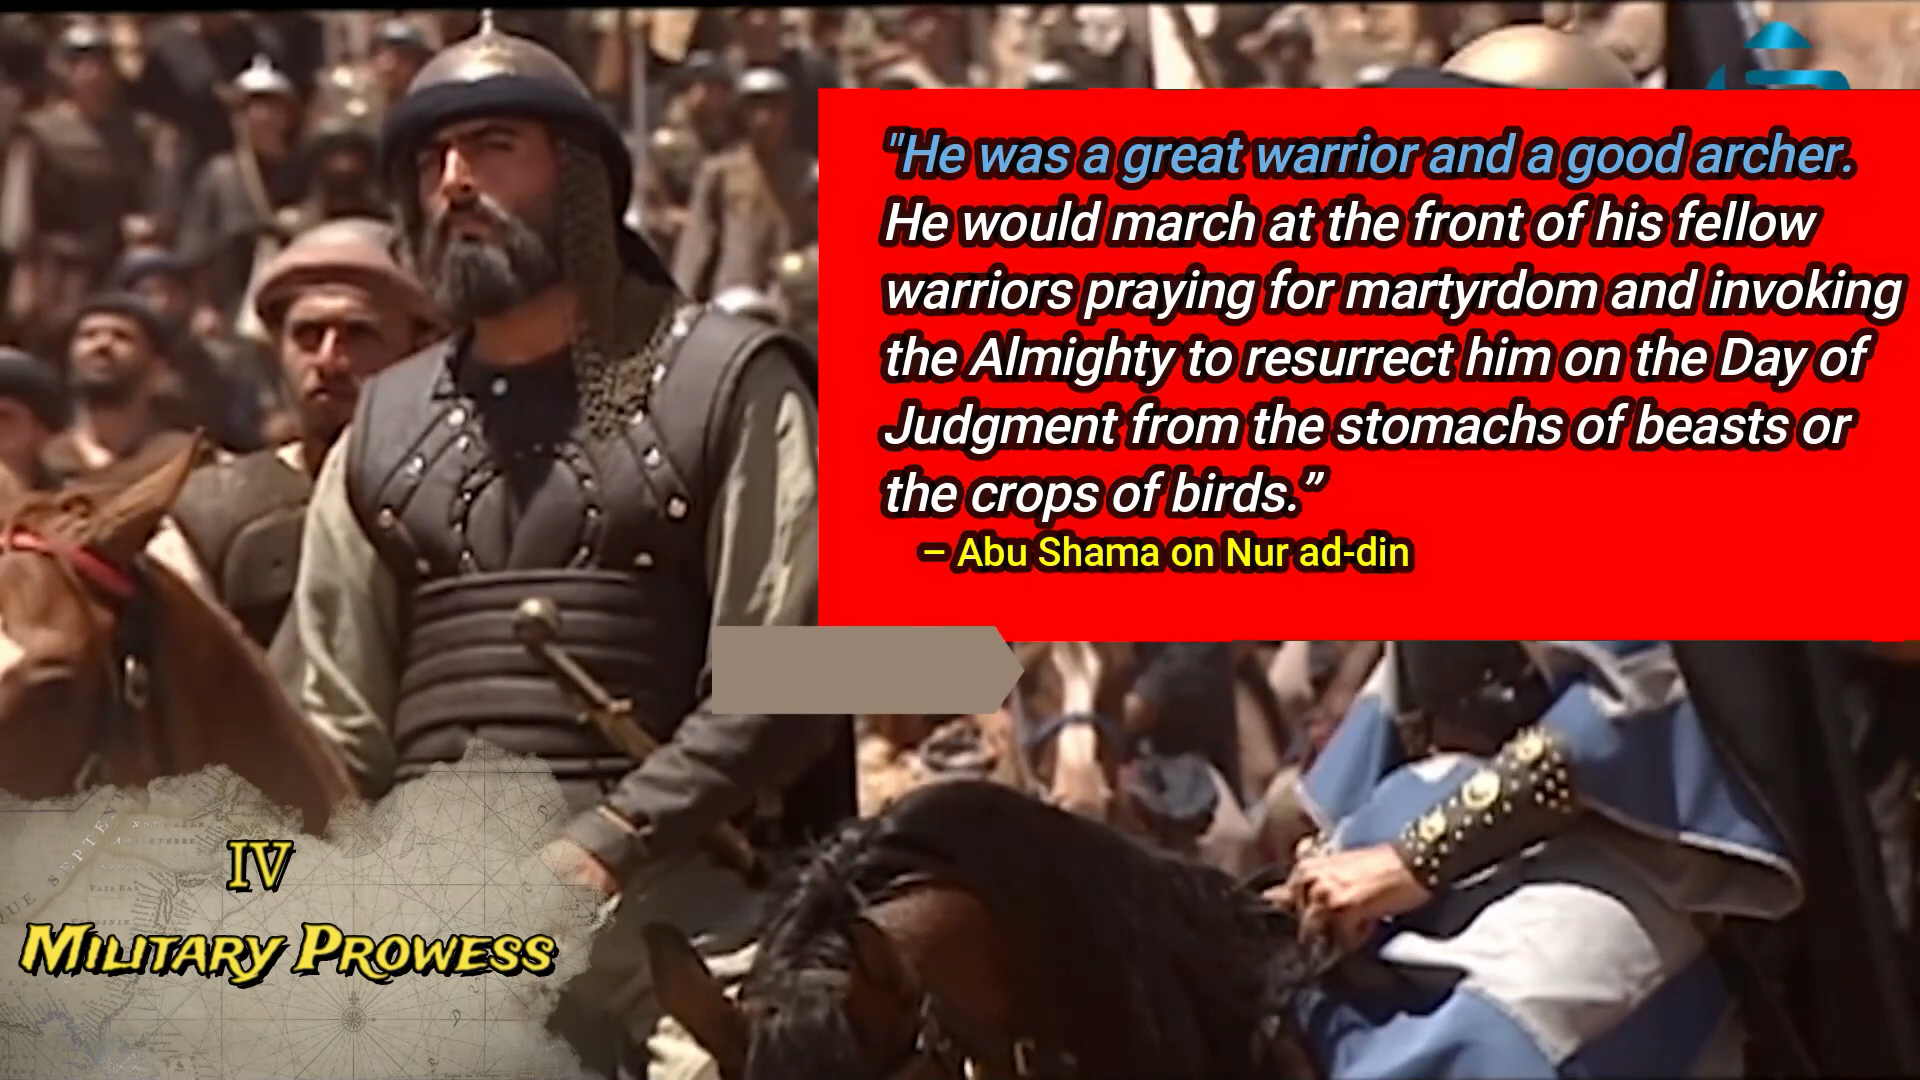 "He was a great warrior and a good archer.
He would march at the front of his fellow
warriors praying for martyrdom and invoking
the Almighty to resurrect him on the Day of
Judgment from the stomachs of beasts or
the crops of birds.”
– Abu Shama on Nur ad-din
IV
Military Prowess